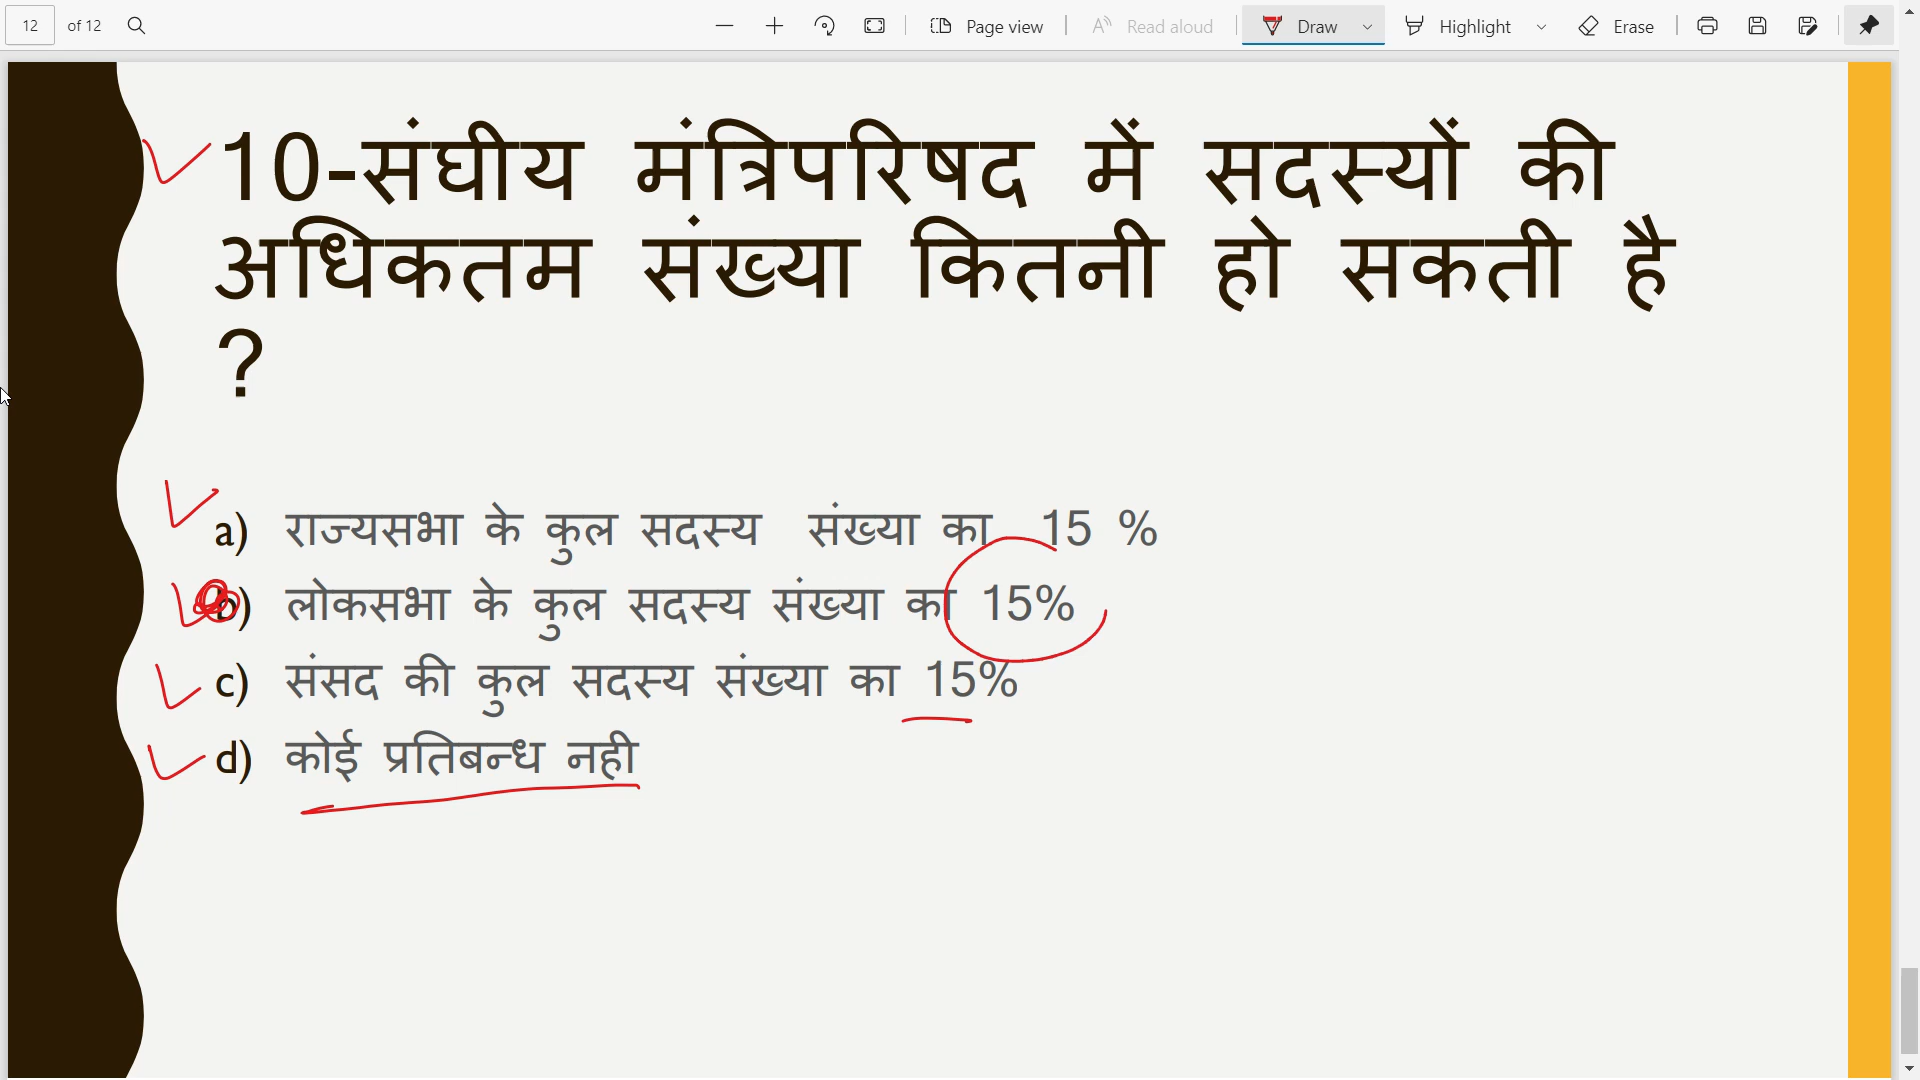 12 of 12 Page view Read aloud Draw Highlight Erase
10-संघीय मंत्रिपरिषद में सदस्यों की
अधिकतम संख्या कितनी हो सकती है
?
a) राज्यसभा के कुल सदस्य संख्या का 15 %
b) लोकसभा के कुल सदस्य संख्या का 15%
c) संसद की कुल सदस्य संख्या का 15%
d) कोई प्रतिबन्ध नही